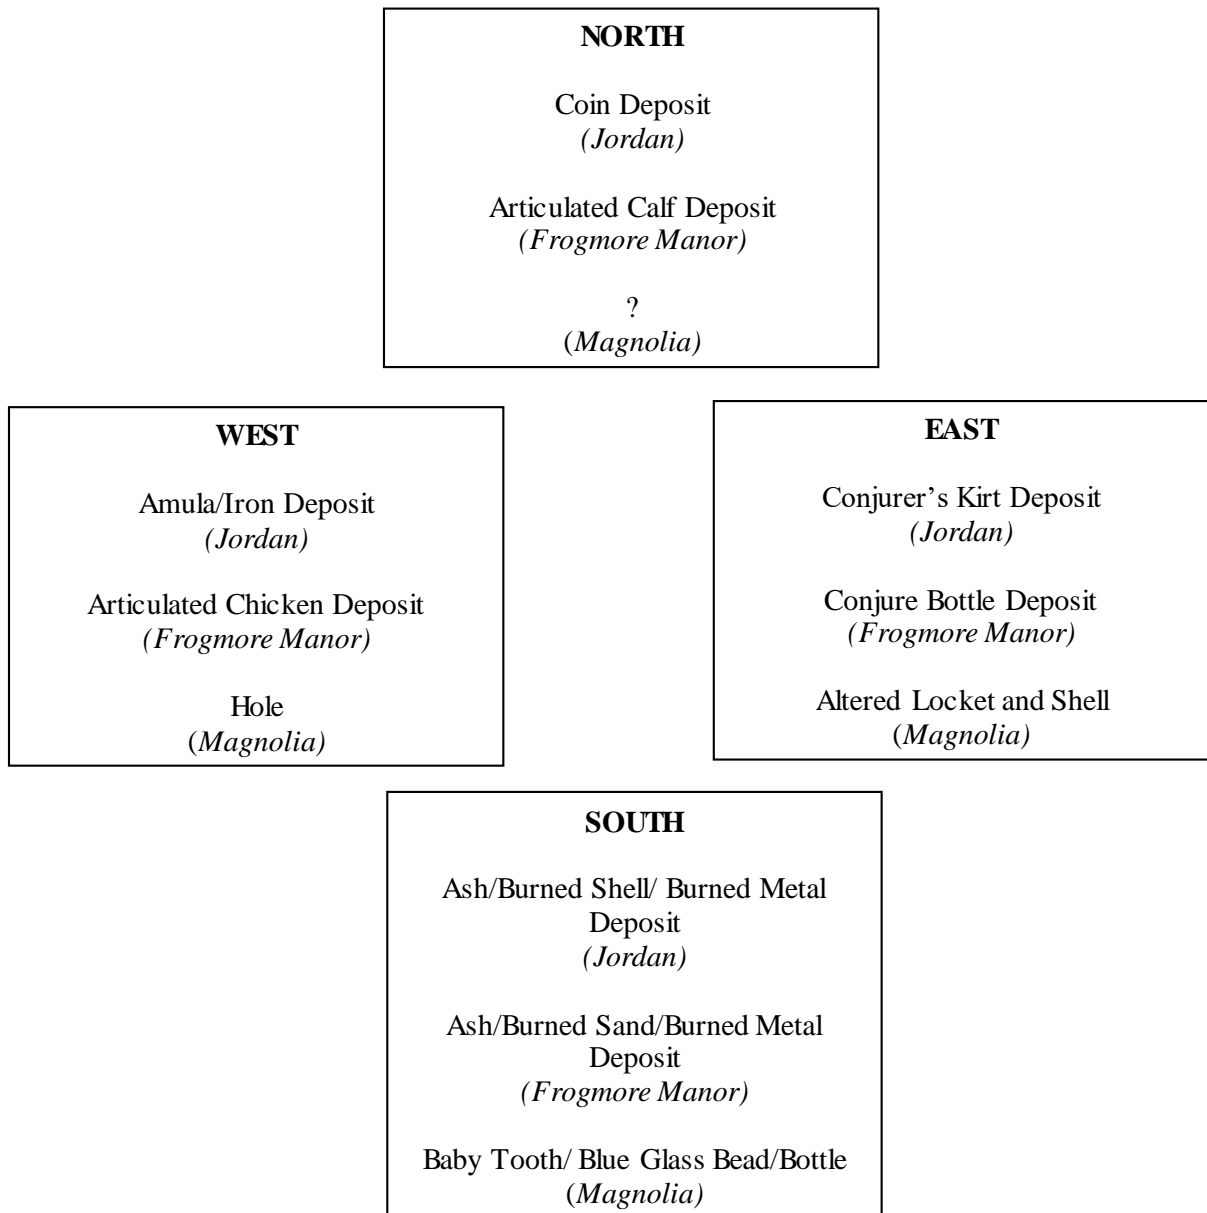 NORTH
Coin Deposit
(Jordan)
Articulated Calf Deposit
(Frogmore Manor)
?
(Magnolia)
WEST
Amula/Iron Deposit
(Jordan)
Articulated Chicken Deposit
(Frogmore Manor)
Hole
(Magnolia)
EAST
Conjurer’s Kirt Deposit
(Jordan)
Conjure Bottle Deposit
(Frogmore Manor)
Altered Locket and Shell
(Magnolia)
SOUTH
Ash/Burned Shell/ Burned Metal
Deposit
(Jordan)
Ash/Burned Sand/Burned Metal
Deposit
(Frogmore Manor)
Baby Tooth/ Blue Glass Bead/Bottle
(Magnolia)